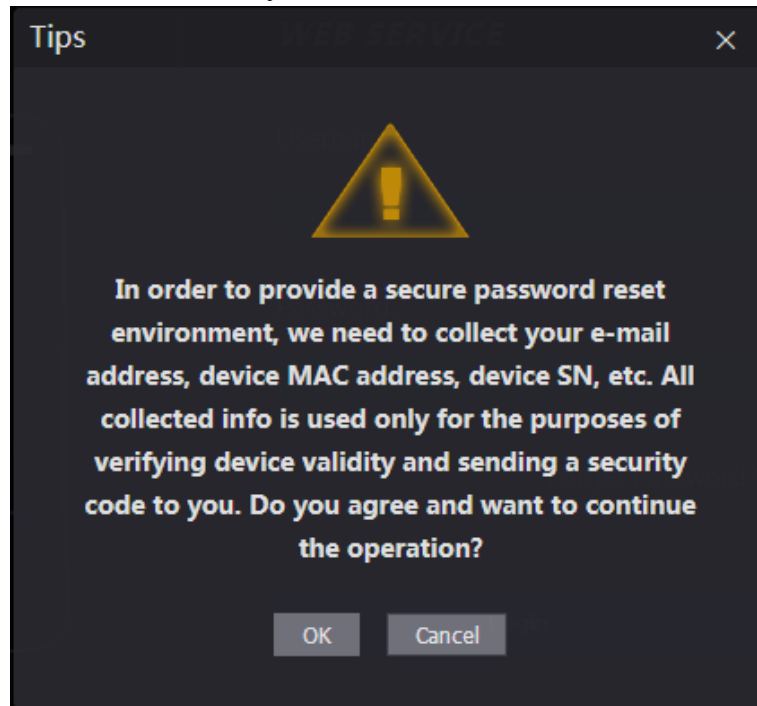 WEB SERVICE
Tips
In order to provide a secure password reset
environment, we need to collect your e-mail
address, device MAC address, device SN, etc. All
collected info is used only for the purposes of
verifying device validity and sending a security
code to you. Do you agree and want to continue
the operation?
OK
Cancel